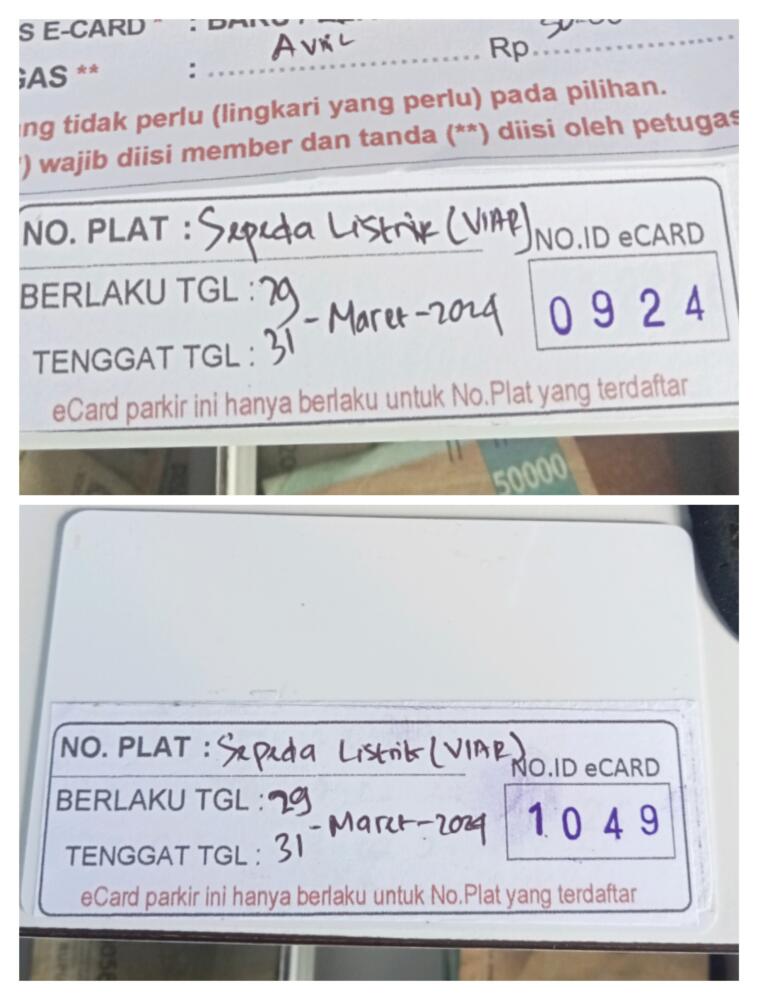 S E-CARD * : BARU
GAS ** : Avril Rp.
ng tidak perlu (lingkari yang perlu) pada pilihan.
) wajib diisi member dan tanda (**) diisi oleh petugas
NO. PLAT : Sepeda Listrik (VIAR)
NO.ID eCARD
BERLAKU TGL : 29
0924
- Maret - 2024
TENGGAT TGL : 31
eCard parkir ini hanya berlaku untuk No.Plat yang terdaftar
50000
NO. PLAT : Sepeda Listrik (VIAR)
NO.ID eCARD
BERLAKU TGL : 29
1049
- Maret - 2024
TENGGAT TGL : 31
eCard parkir ini hanya berlaku untuk No.Plat yang terdaftar